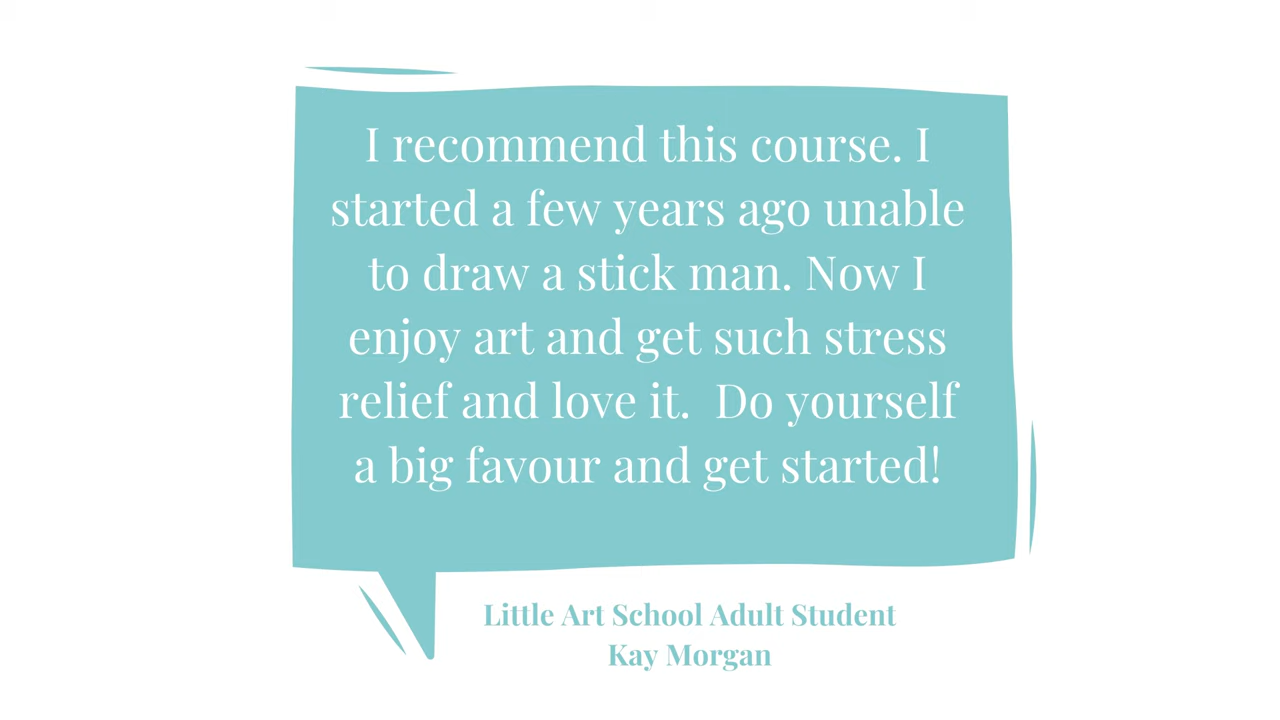 I recommend this course. I
started a few years ago unable
to draw a stick man. Now I
enjoy art and get such stress
relief and love it.  Do yourself
a big favour and get started!
Little Art School Adult Student
Kay Morgan